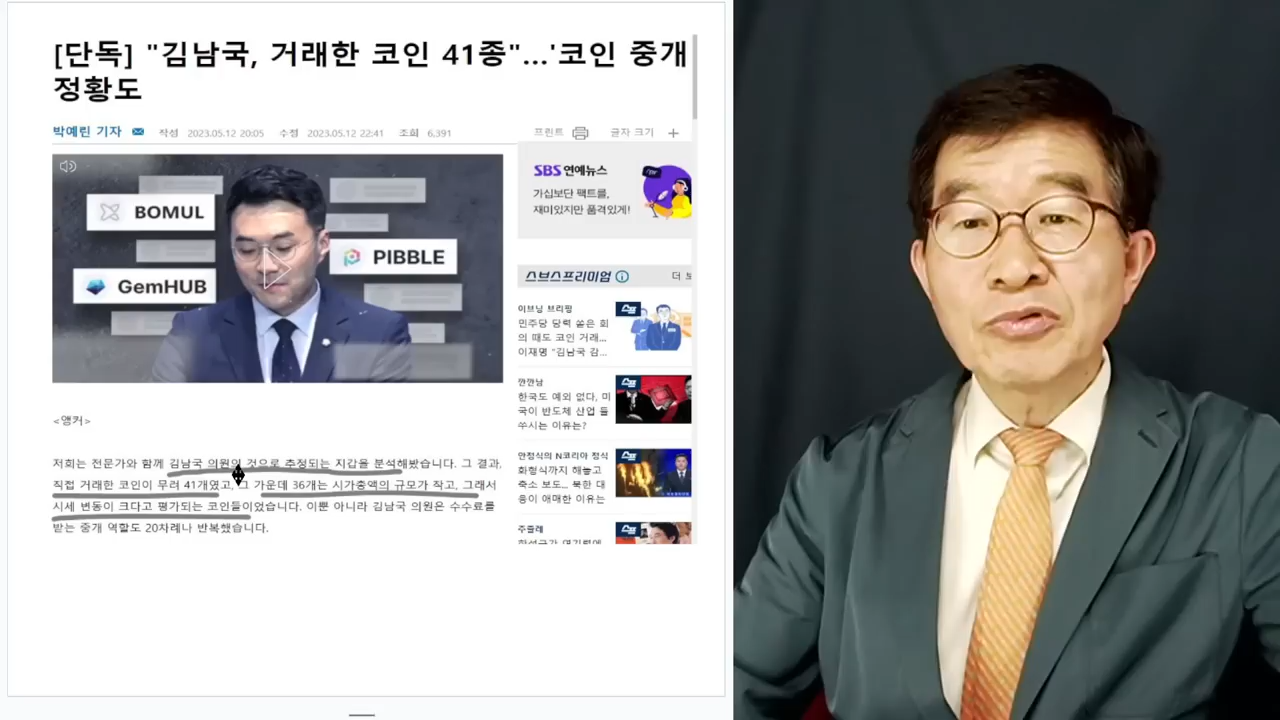 [단독] "김남국, 거래한 코인 41종"...'코인 중개
정황도
박예린 기자 작성 2023.05.12 20:05 수정 2023.05.12 22:41 조회 6,391
프린트 글자 크기 +
BOMUL
PIBBLE
GemHUB
<앵커>
저희는 전문가와 함께 김남국 의원의 것으로 추정되는 지갑을 분석해봤습니다. 그 결과,
직접 거래한 코인이 무려 41개였고, 그 가운데 36개는 시가총액의 규모가 작고, 그래서
시세 변동이 크다고 평가되는 코인들이었습니다. 이뿐 아니라 김남국 의원은 수수료를
받는 중개 역할도 20차례나 반복했습니다.
SBS 연예뉴스
가십보단 팩트를,
재미있지만 품격있게!
스브스프리미엄
더 보
이브닝 브리핑
민주당 당력 쏟은 회
의 때도 코인 거래...
이재명 "김남국 감...
깐깐남
한국도 예외 없다, 미
국이 반도체 산업 들
쑤시는 이유는?
안정식의 N코리아 정식
화형식까지 해놓고
축소 보도... 북한 대
응이 애매한 이유는
주즐레